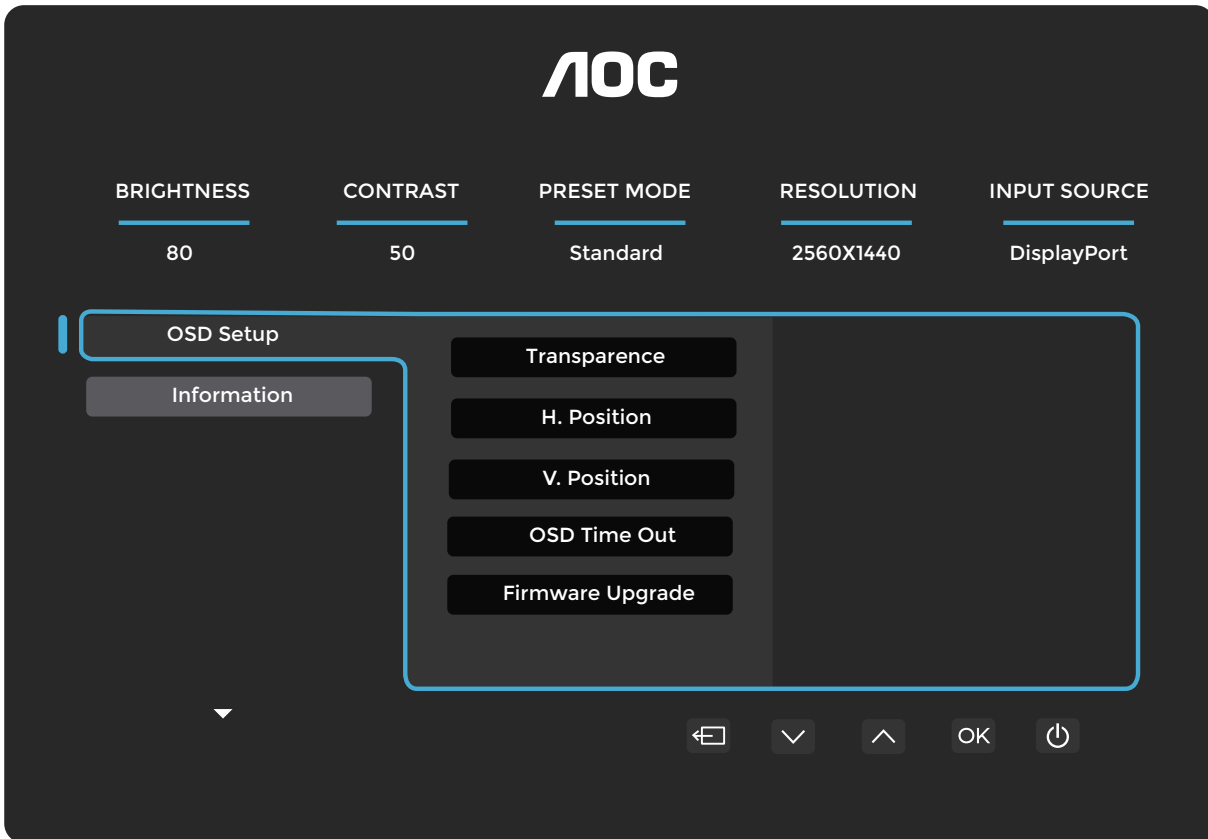 AOC
BRIGHTNESS CONTRAST PRESET MODE RESOLUTION INPUT SOURCE
80 50 Standard 2560X1440 DisplayPort
OSD Setup
Information
Transparence
H. Position
V. Position
OSD Time Out
Firmware Upgrade
OK